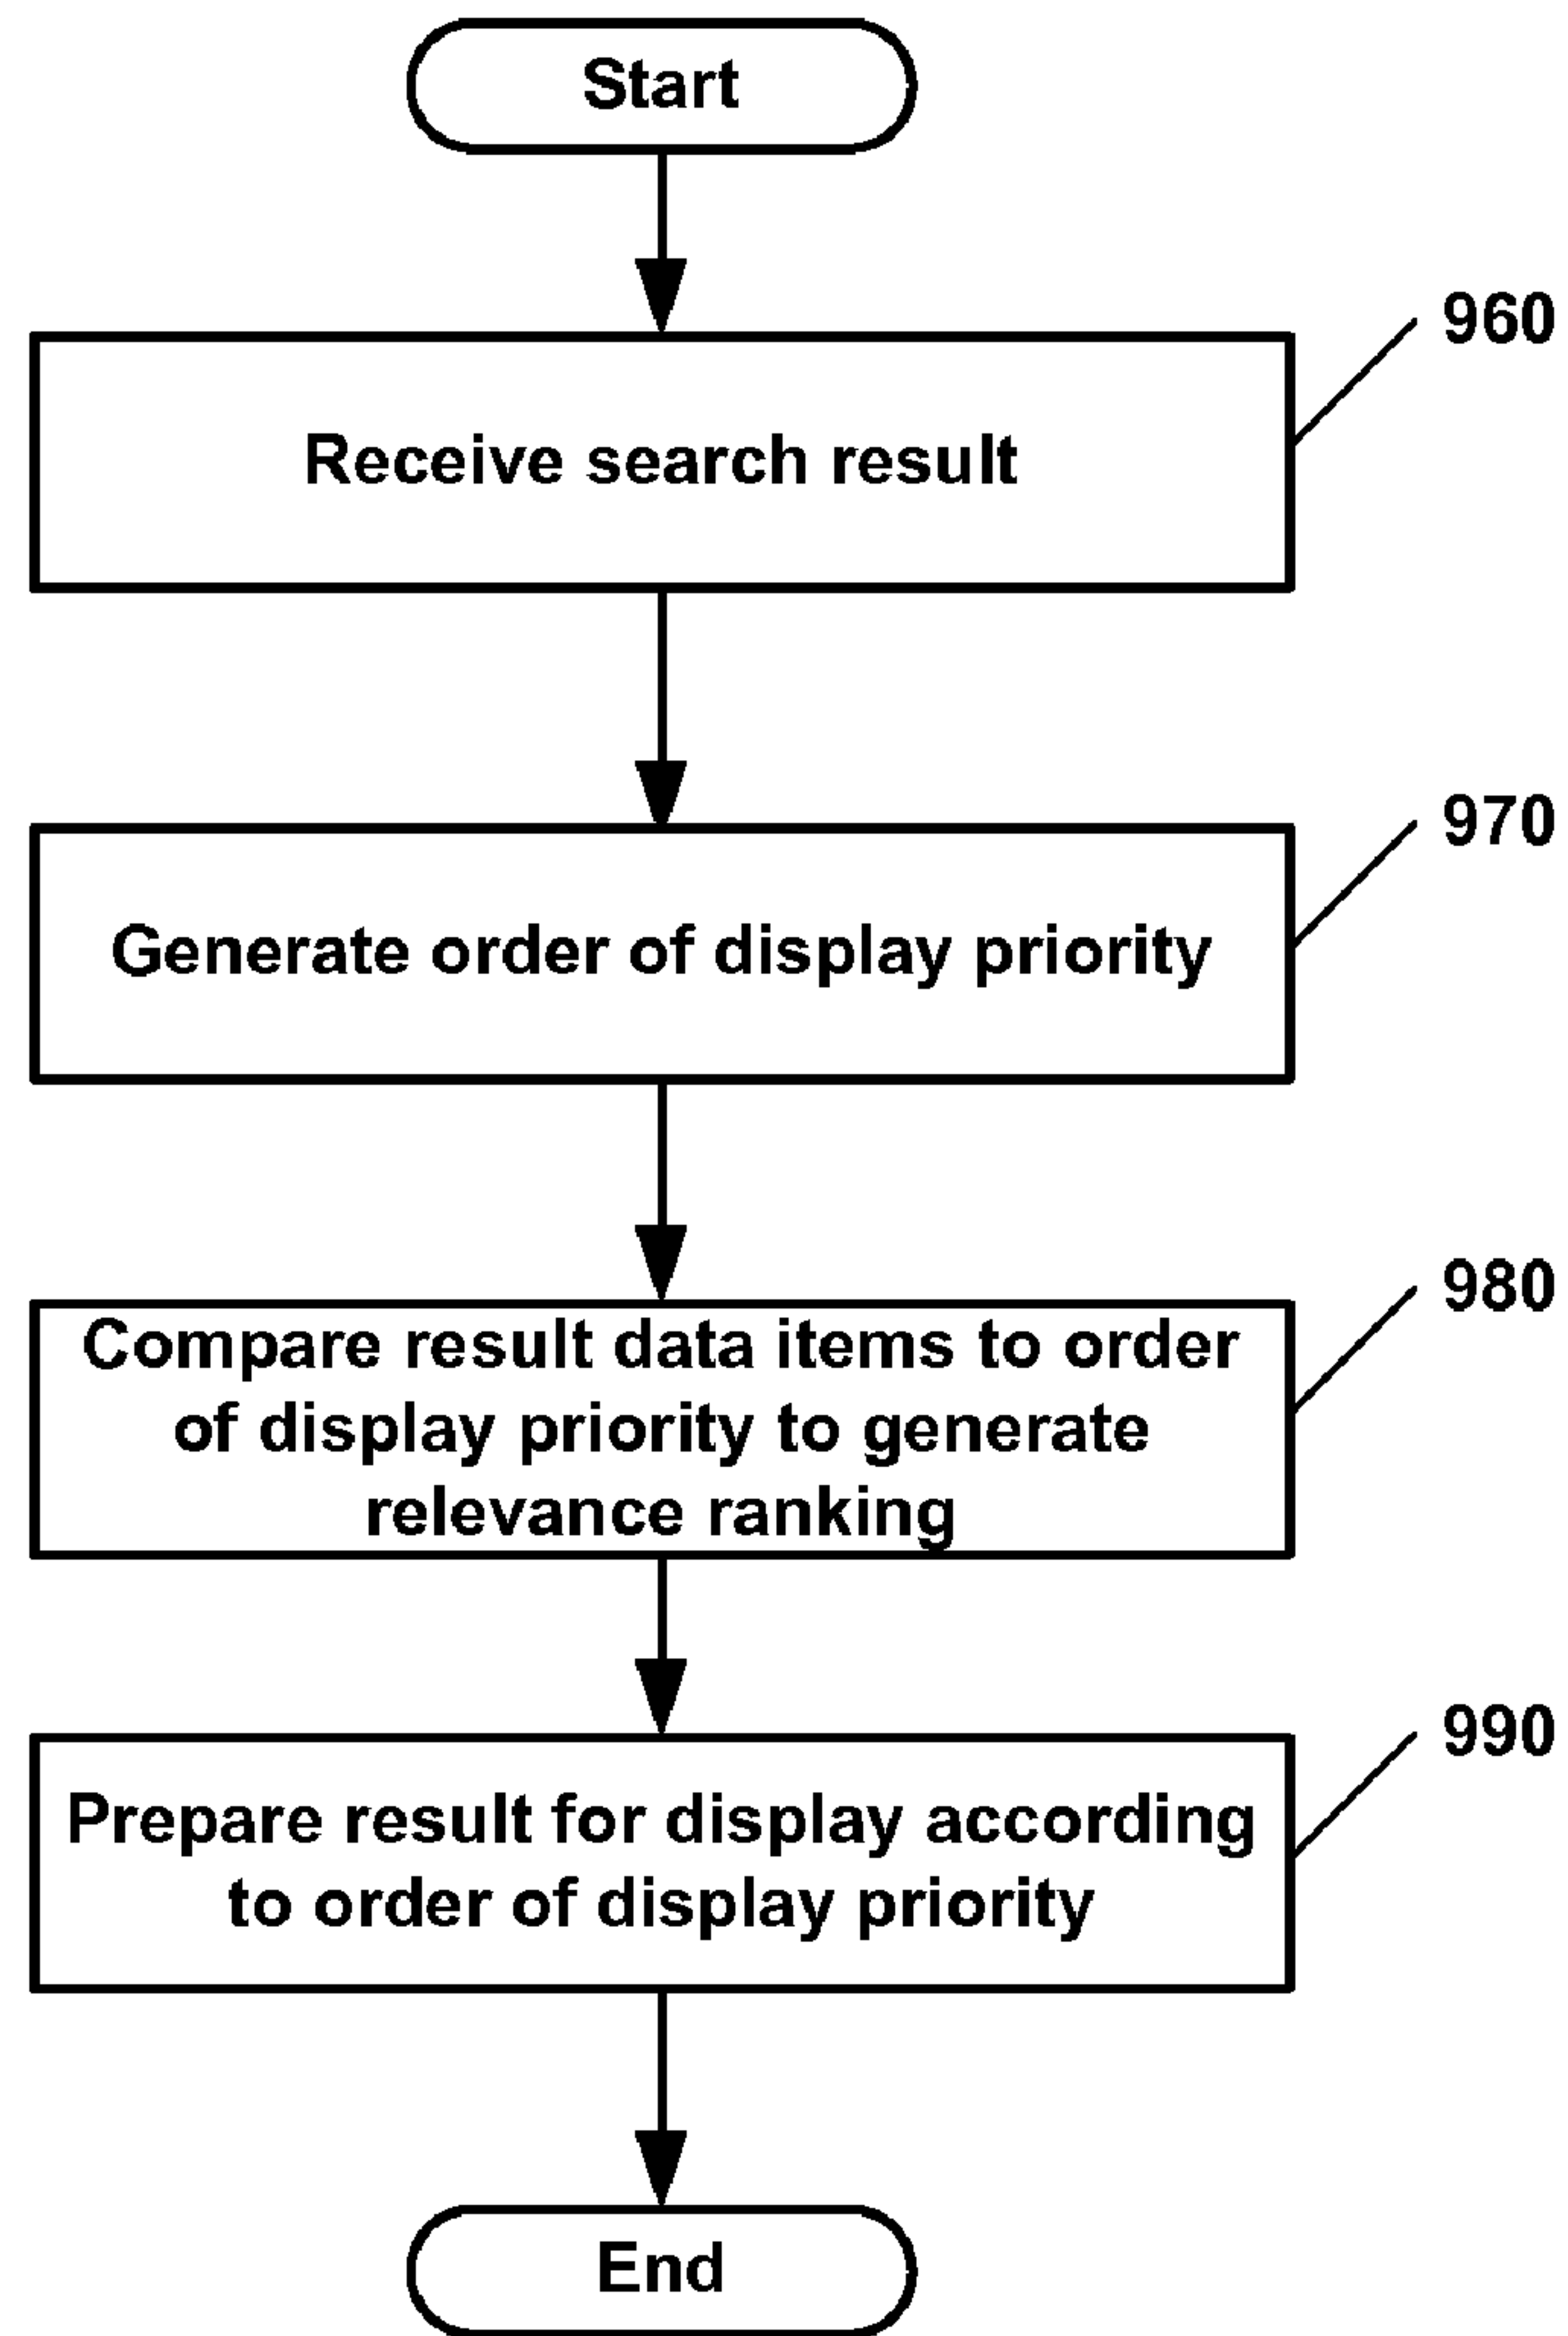 Start
960
Receive search result
970
Generate order of display priority
980
Compare result data items to order
of display priority to generate
relevance ranking
990
Prepare result for display according
to order of display priority
End